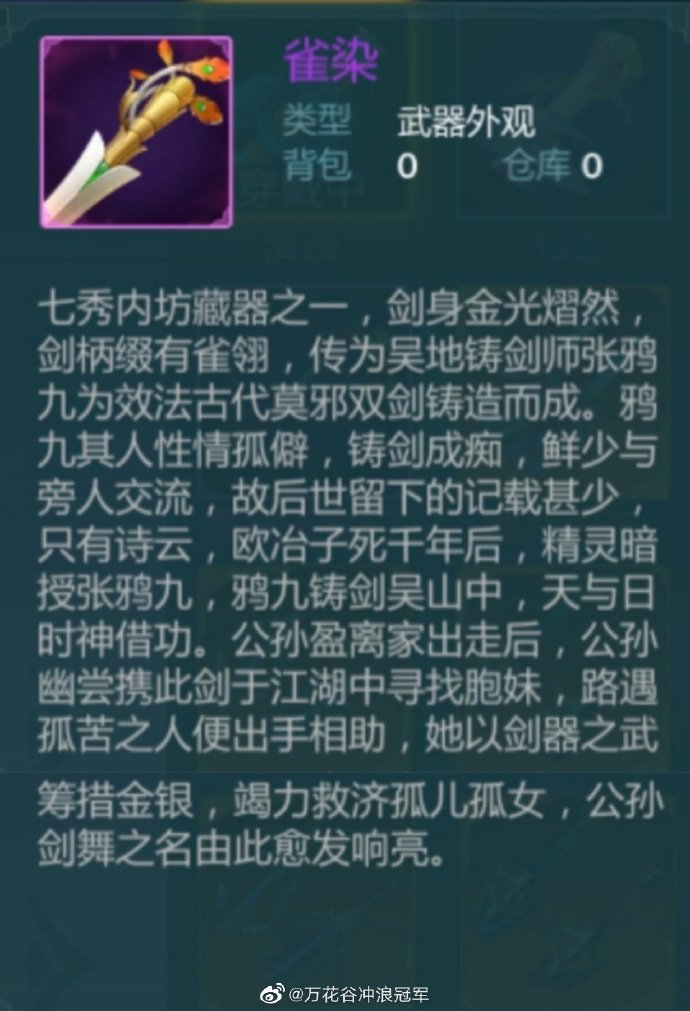 雀染
类型 武器外观
背包 0 仓库 0
穿戴中
七秀内坊藏器之一，剑身金光熠然，
剑柄缀有雀翎，传为吴地铸剑师张鸦
九为效法古代莫邪双剑铸造而成。鸦
九其人性情孤僻，铸剑成痴，鲜少与
旁人交流，故后世留下的记载甚少，
只有诗云，欧冶子死千年后，精灵暗
授张鸦九，鸦九铸剑吴山中，天与日
时神借功。公孙盈离家出走后，公孙
幽尝携此剑于江湖中寻找胞妹，路遇
孤苦之人便出手相助，她以剑器之武
筹措金银，竭力救济孤儿孤女，公孙
剑舞之名由此愈发响亮。
@万花谷冲浪冠军